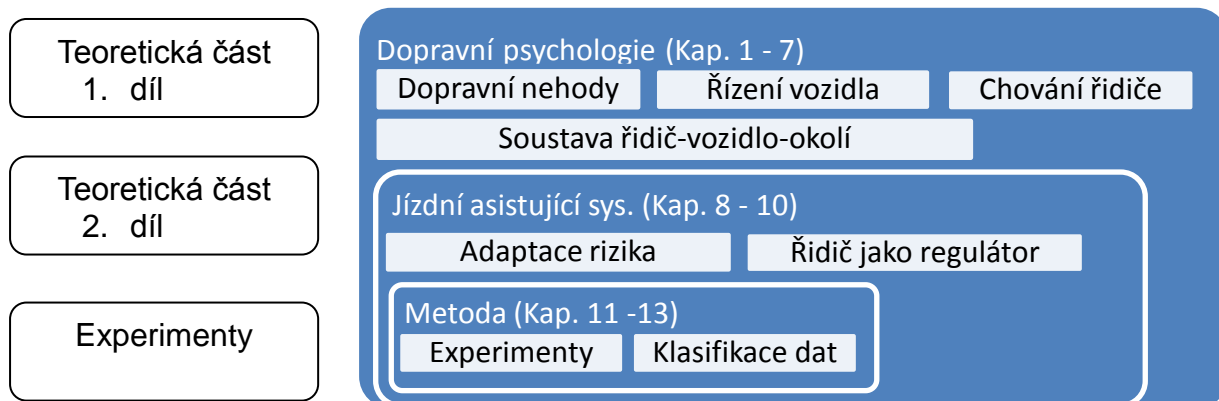 Teoretická část
1. díl
Teoretická část
2. díl
Experimenty
Dopravní psychologie (Kap. 1 - 7)
Dopravní nehody
Řízení vozidla
Chování řidiče
Soustava řidič-vozidlo-okolí
Jízdní asistující sys. (Kap. 8 - 10)
Adaptace rizika
Řidič jako regulátor
Metoda (Kap. 11 -13)
Experimenty
Klasifikace dat